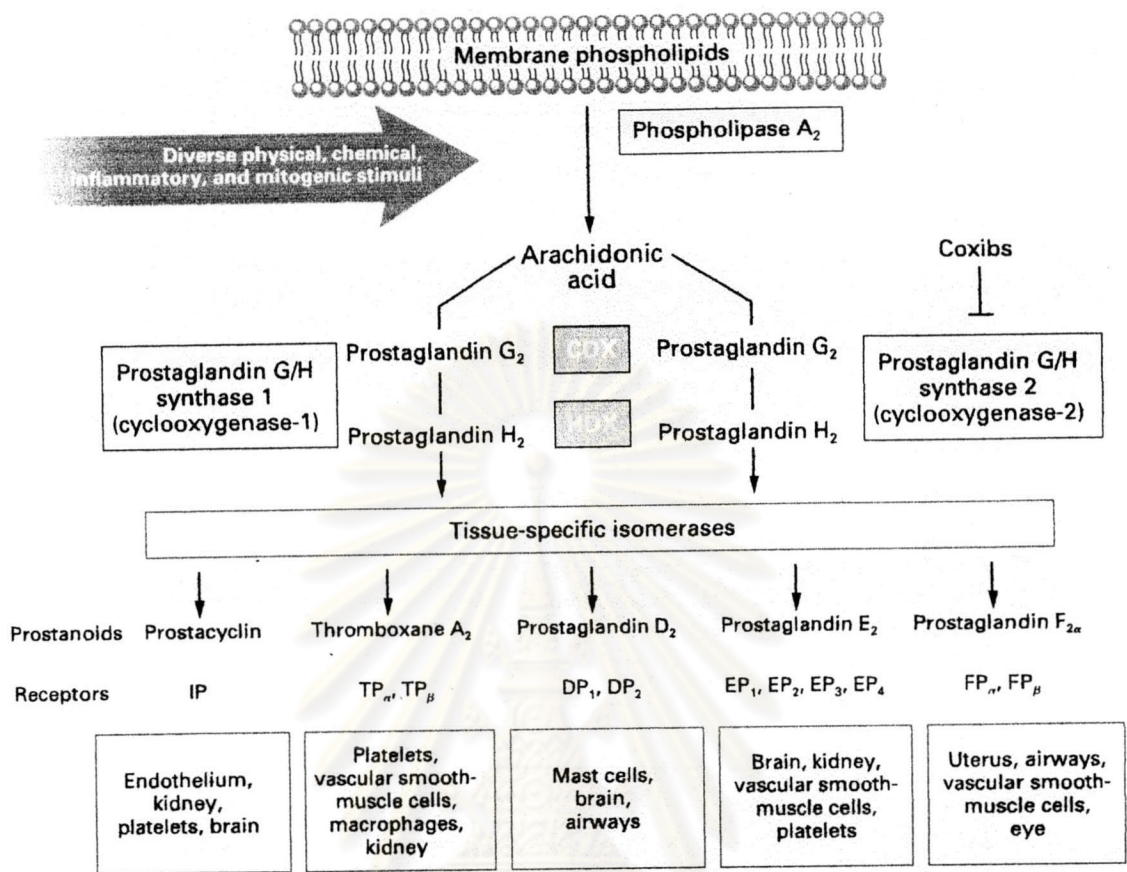 Membrane phospholipids
Phospholipase A₂
Diverse physical, chemical,
inflammatory, and mitogenic stimuli
Arachidonic
acid
Coxibs
Prostaglandin G/H
synthase 1
(cyclooxygenase-1)
Prostaglandin G₂
COX
Prostaglandin G₂
Prostaglandin G/H
synthase 2
(cyclooxygenase-2)
Prostaglandin H₂
HOX
Prostaglandin H₂
Tissue-specific isomerases
Prostanoids Prostacyclin Thromboxane A₂ Prostaglandin D₂ Prostaglandin E₂ Prostaglandin F₂α
Receptors IP TPα, TPβ DP₁, DP₂ EP₁, EP₂, EP₃, EP₄ FPα, FPβ
Endothelium,
kidney,
platelets, brain
Platelets,
vascular smooth-
muscle cells,
macrophages,
kidney
Mast cells,
brain,
airways
Brain, kidney,
vascular smooth-
muscle cells,
platelets
Uterus, airways,
vascular smooth-
muscle cells,
eye